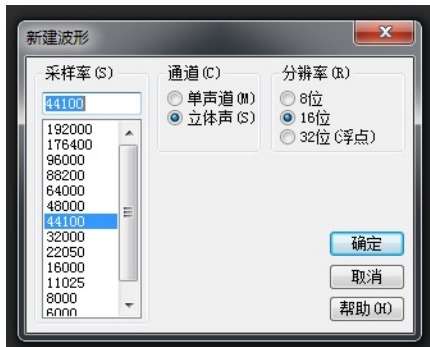 新建波形
采样率(S)
44100
192000
176400
96000
88200
64000
48000
44100
32000
22050
16000
11025
8000
6000
通道(C)
单声道(M)
立体声(S)
分辨率(R)
8位
16位
32位(浮点)
确定
取消
帮助(H)